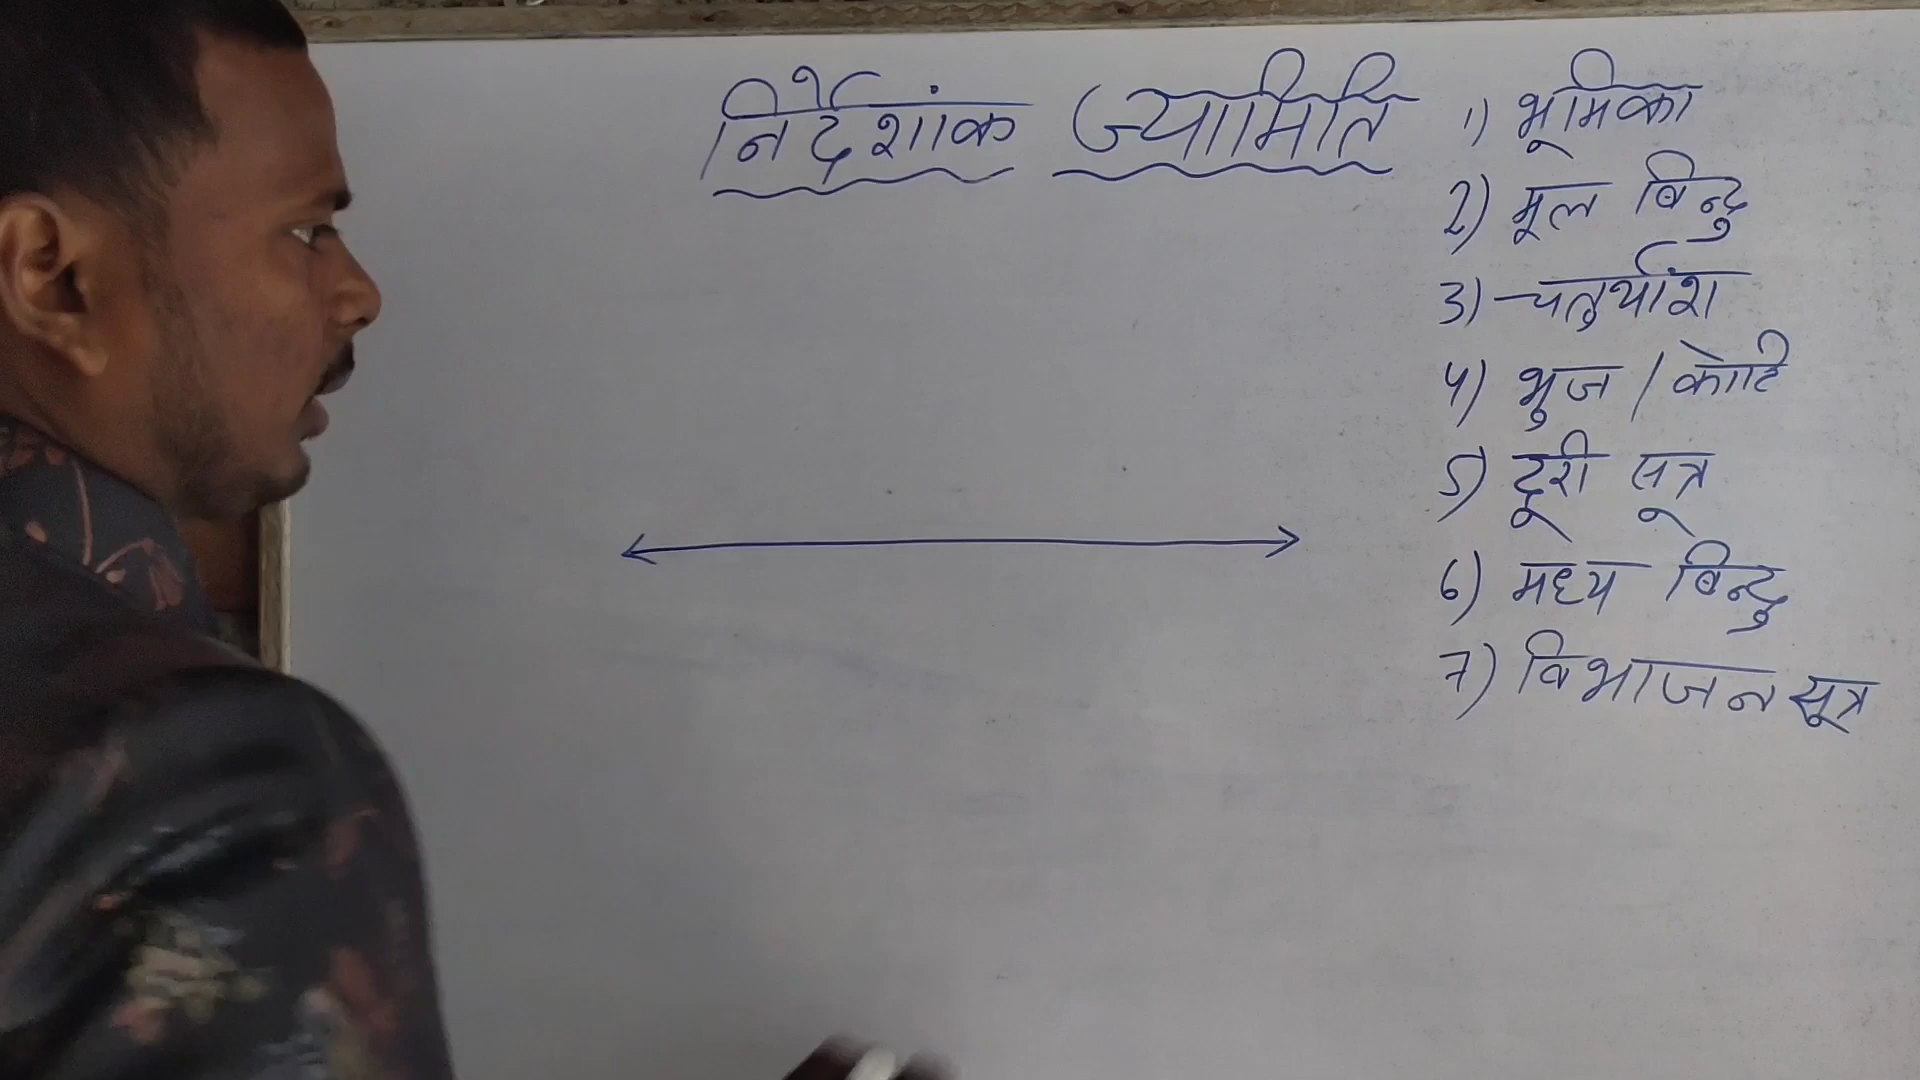 निर्देशांक ज्यामिति
1) भूमिका
2) मूल बिन्दु
3) चतुर्थांश
4) भुज / कोटि
5) दूरी सूत्र
6) मध्य बिन्दु
7) विभाजन सूत्र